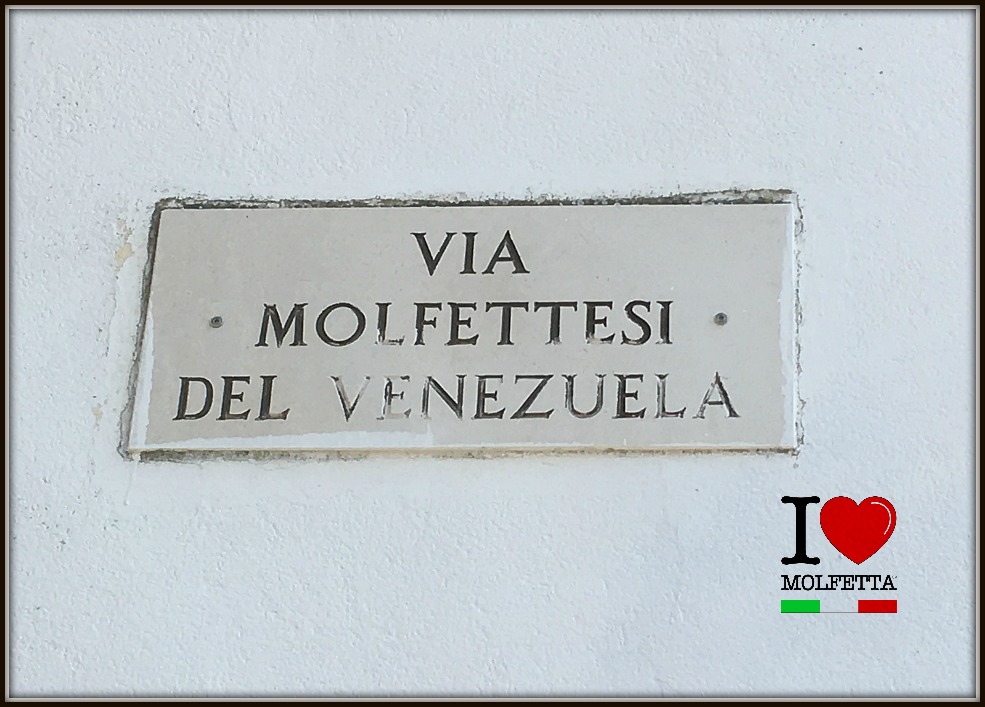 VIA
MOLFETTESI
DEL VENEZUELA
I
MOLFETTA